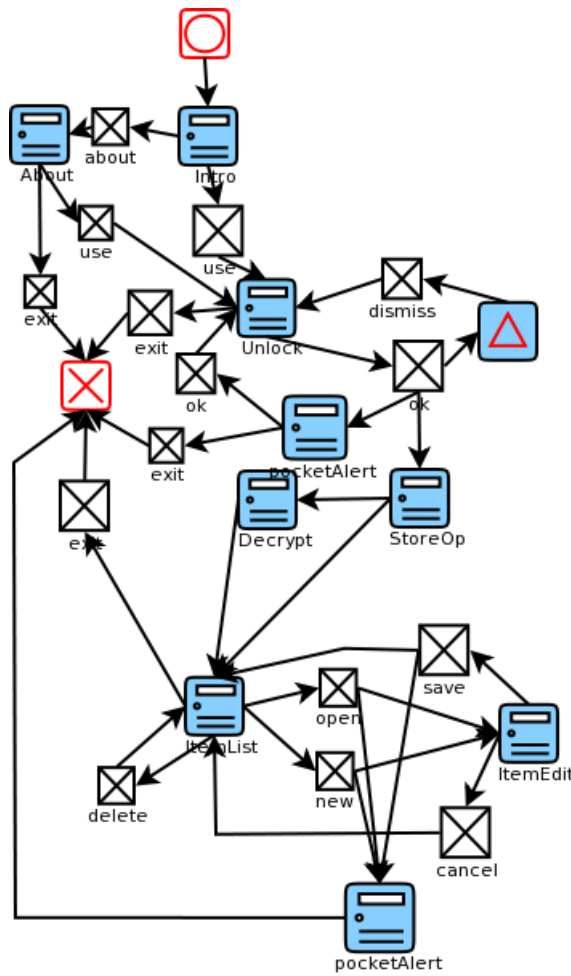 about
About
Intro
use
use
dismiss
exit
exit
Unlock
ok
ok
exit
pocketAlert
exit
Decrypt
StoreOp
save
open
ItemList
new
ItemEdit
delete
cancel
pocketAlert